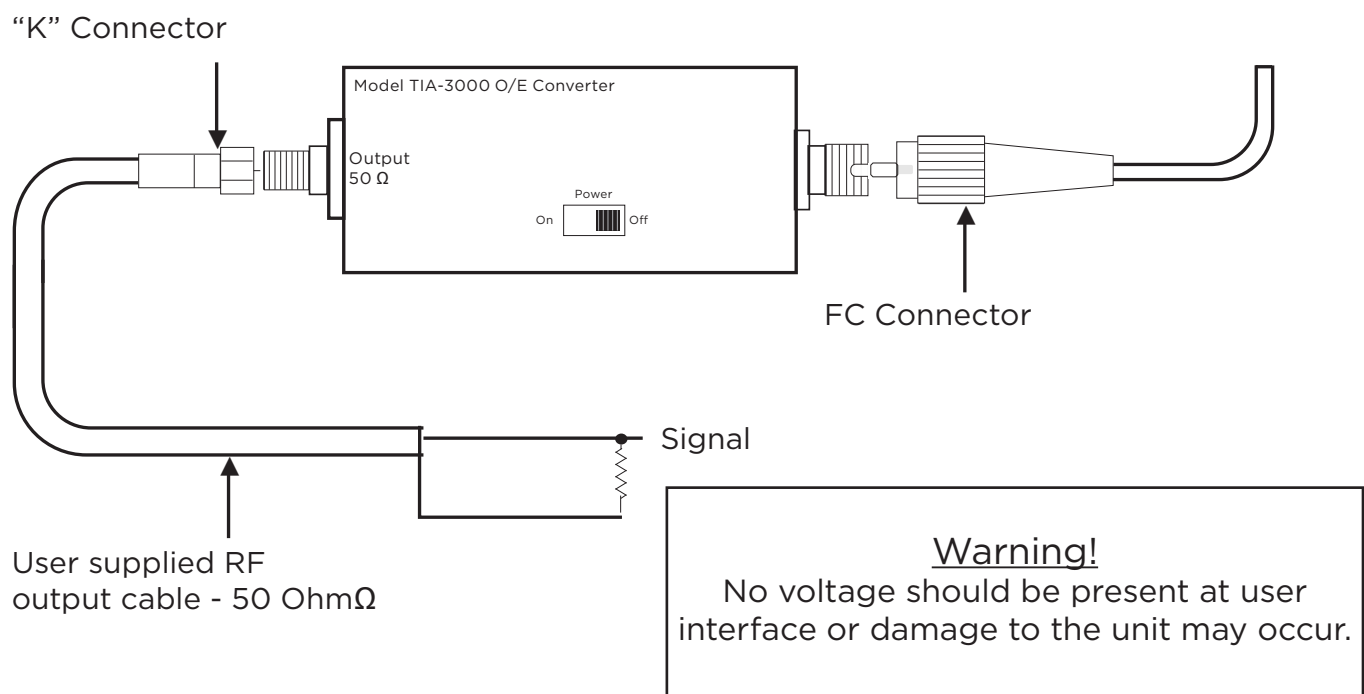 “K” Connector
Model TIA-3000 O/E Converter
Output
50 Ω
Power
On
Off
FC Connector
Signal
User supplied RF
output cable - 50 OhmΩ
Warning!
No voltage should be present at user
interface or damage to the unit may occur.